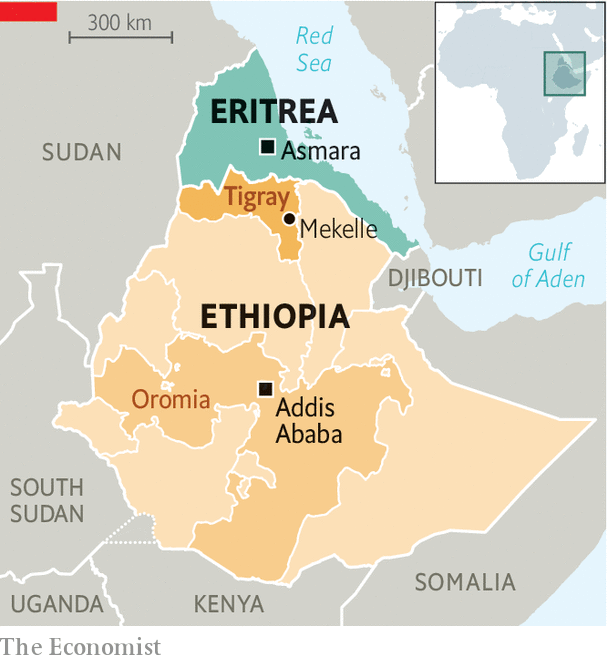 300 km
Red
Sea
ERITREA
SUDAN
Asmara
Tigray
Mekelle
Gulf
of Aden
DJIBOUTI
ETHIOPIA
Oromia
Addis
Ababa
SOUTH
SUDAN
SOMALIA
UGANDA
KENYA
The Economist